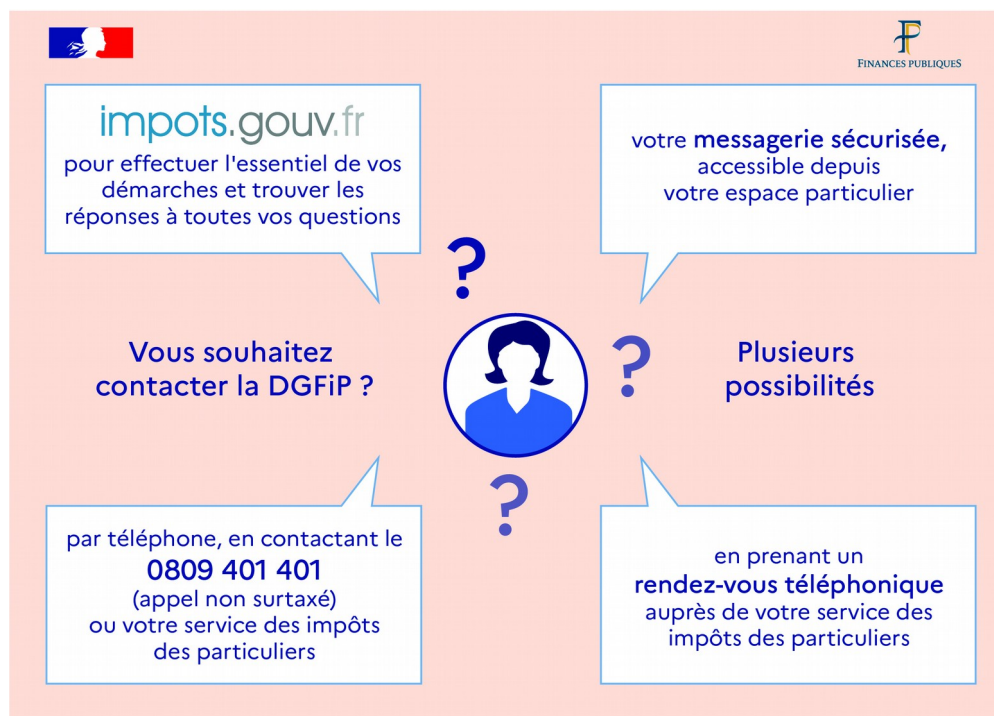 FINANCES PUBLIQUES
impots.gouv.fr
pour effectuer l'essentiel de vos
démarches et trouver les
réponses à toutes vos questions
votre messagerie sécurisée,
accessible depuis
votre espace particulier
?
?
?
Vous souhaitez
contacter la DGFiP ?
Plusieurs
possibilités
par téléphone, en contactant le
0809 401 401
(appel non surtaxé)
ou votre service des impôts
des particuliers
en prenant un
rendez-vous téléphonique
auprès de votre service des
impôts des particuliers